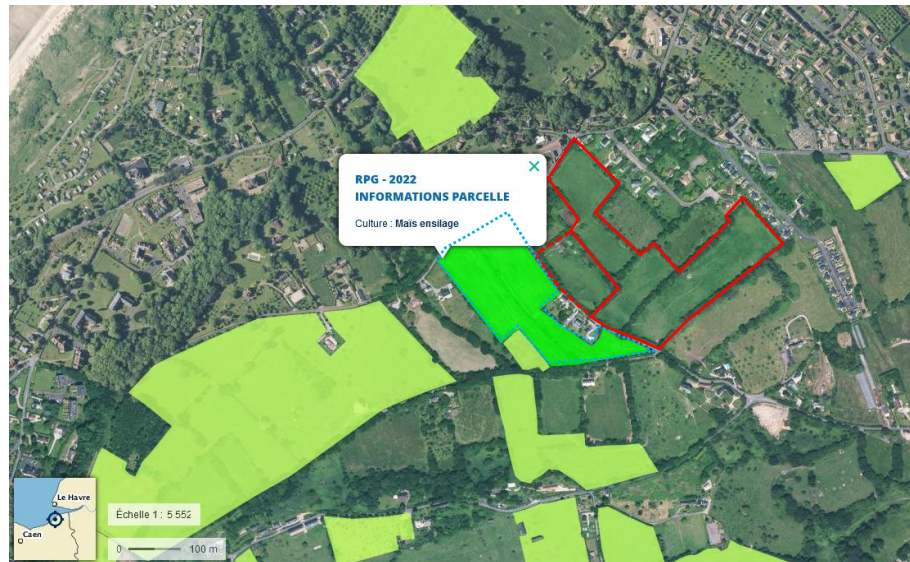 RPG - 2022
INFORMATIONS PARCELLE
Culture : Maïs ensilage
Le Havre
Caen
Échelle 1 : 5 552
0 100 m